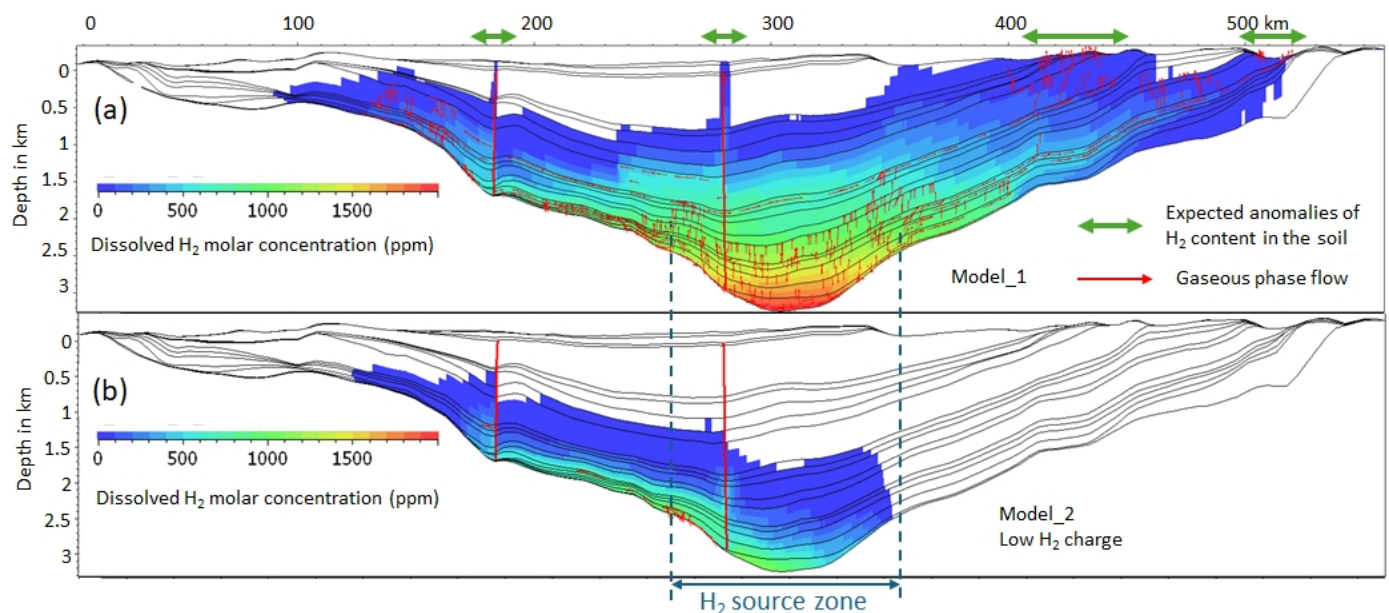 0 100 200 300 400 500 km
(a)
Depth in km
0
0.5
1
1.5
2
2.5
3
0 500 1000 1500
Dissolved H₂ molar concentration (ppm)
Expected anomalies of
H₂ content in the soil
Model_1
Gaseous phase flow
(b)
Depth in km
0
0.5
1
1.5
2
2.5
3
0 500 1000 1500
Dissolved H₂ molar concentration (ppm)
Model_2
Low H₂ charge
H₂ source zone